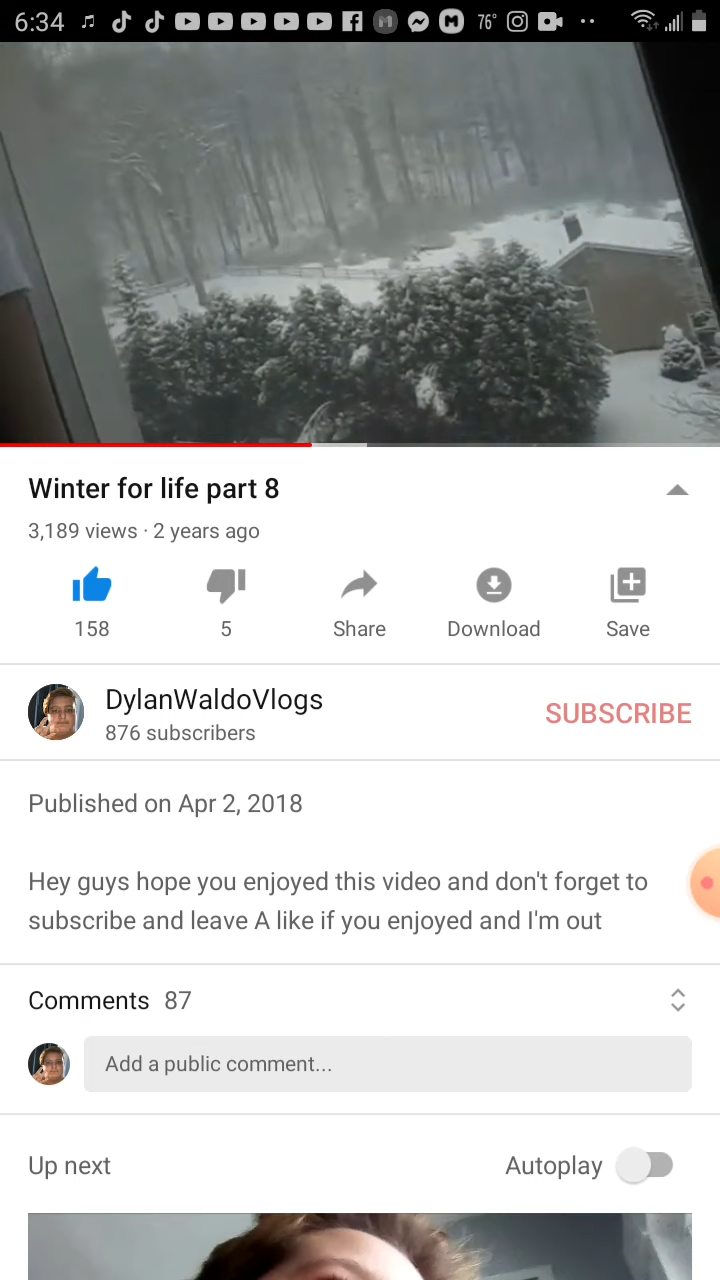 6:34 76°
Winter for life part 8
3,189 views · 2 years ago
158 5 Share Download Save
DylanWaldoVlogs
876 subscribers
SUBSCRIBE
Published on Apr 2, 2018
Hey guys hope you enjoyed this video and don't forget to
subscribe and leave A like if you enjoyed and I'm out
Comments 87
Add a public comment...
Up next Autoplay